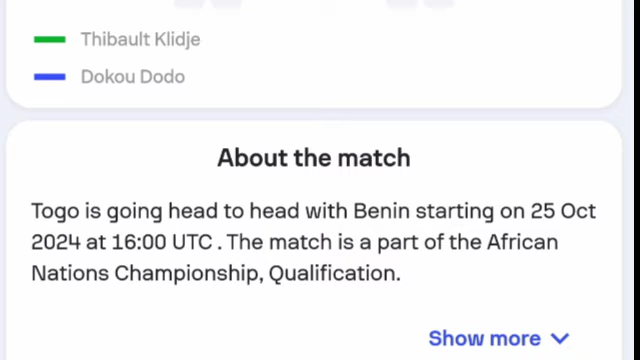 Thibault Klidje
Dokou Dodo
About the match
Togo is going head to head with Benin starting on 25 Oct
2024 at 16:00 UTC . The match is a part of the African
Nations Championship, Qualification.
Show more